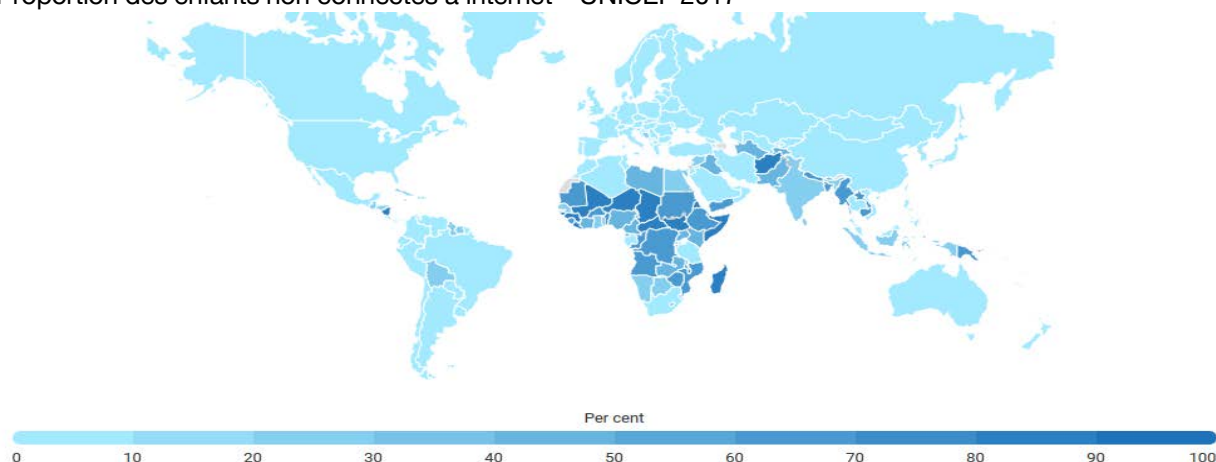 Proportion des enfants non connectés à internet – UNICEF 2017
Per cent
0 10 20 30 40 50 60 70 80 90 100